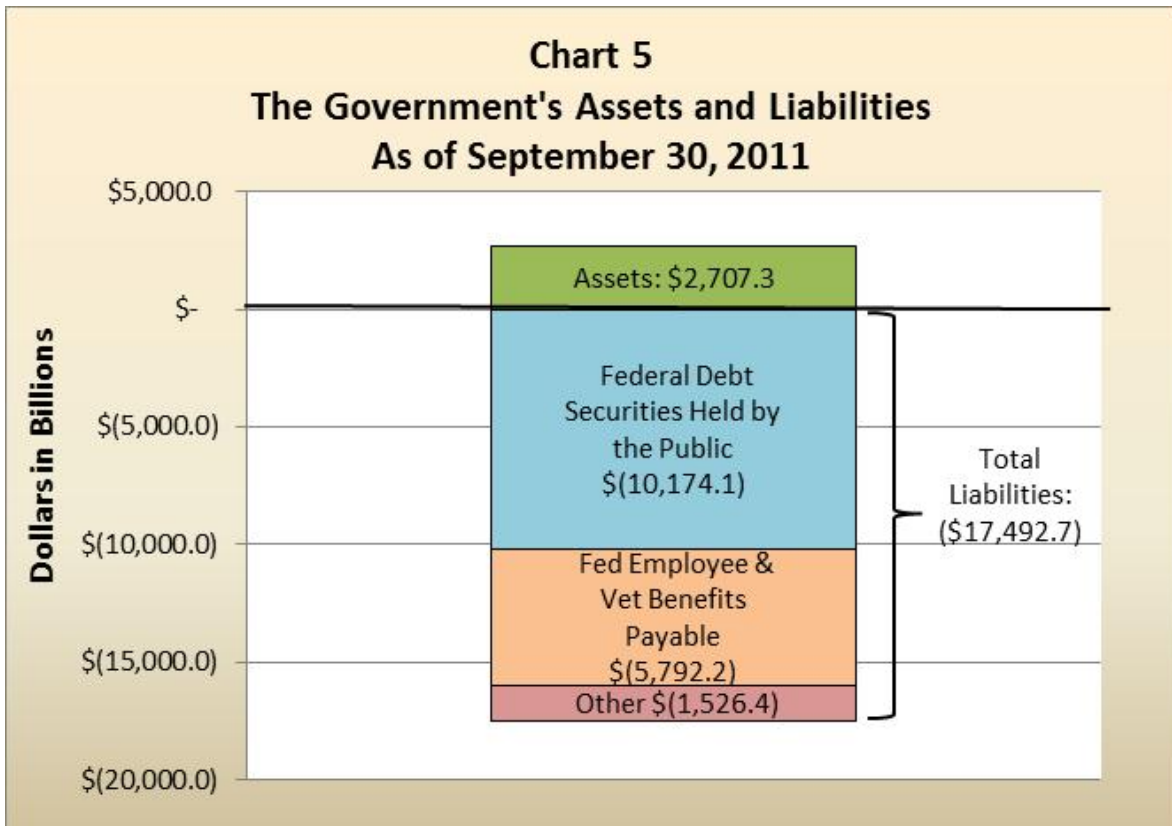 Chart 5
The Government's Assets and Liabilities
As of September 30, 2011
Dollars in Billions
$5,000.0
$-
$(5,000.0)
$(10,000.0)
$(15,000.0)
$(20,000.0)
Assets: $2,707.3
Federal Debt
Securities Held by
the Public
$(10,174.1)
Fed Employee &
Vet Benefits
Payable
$(5,792.2)
Other $(1,526.4)
Total
Liabilities:
($17,492.7)